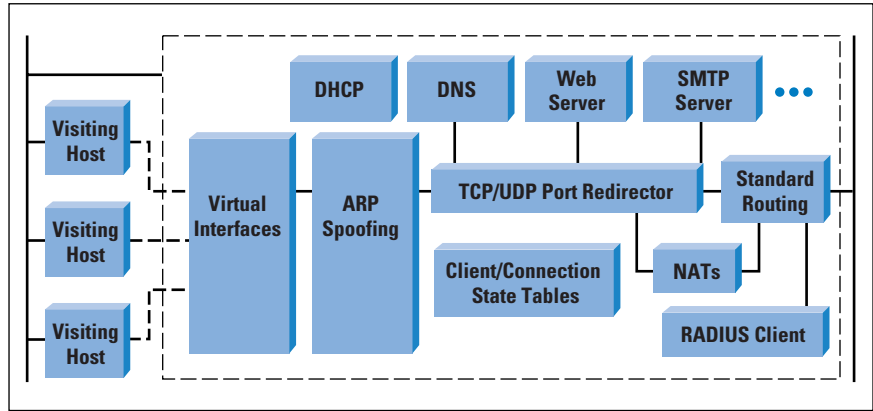 DHCP
DNS
Web
Server
SMTP
Server
Visiting
Host
Visiting
Host
Visiting
Host
Virtual
Interfaces
ARP
Spoofing
TCP/UDP Port Redirector
Standard
Routing
Client/Connection
State Tables
NATs
RADIUS Client